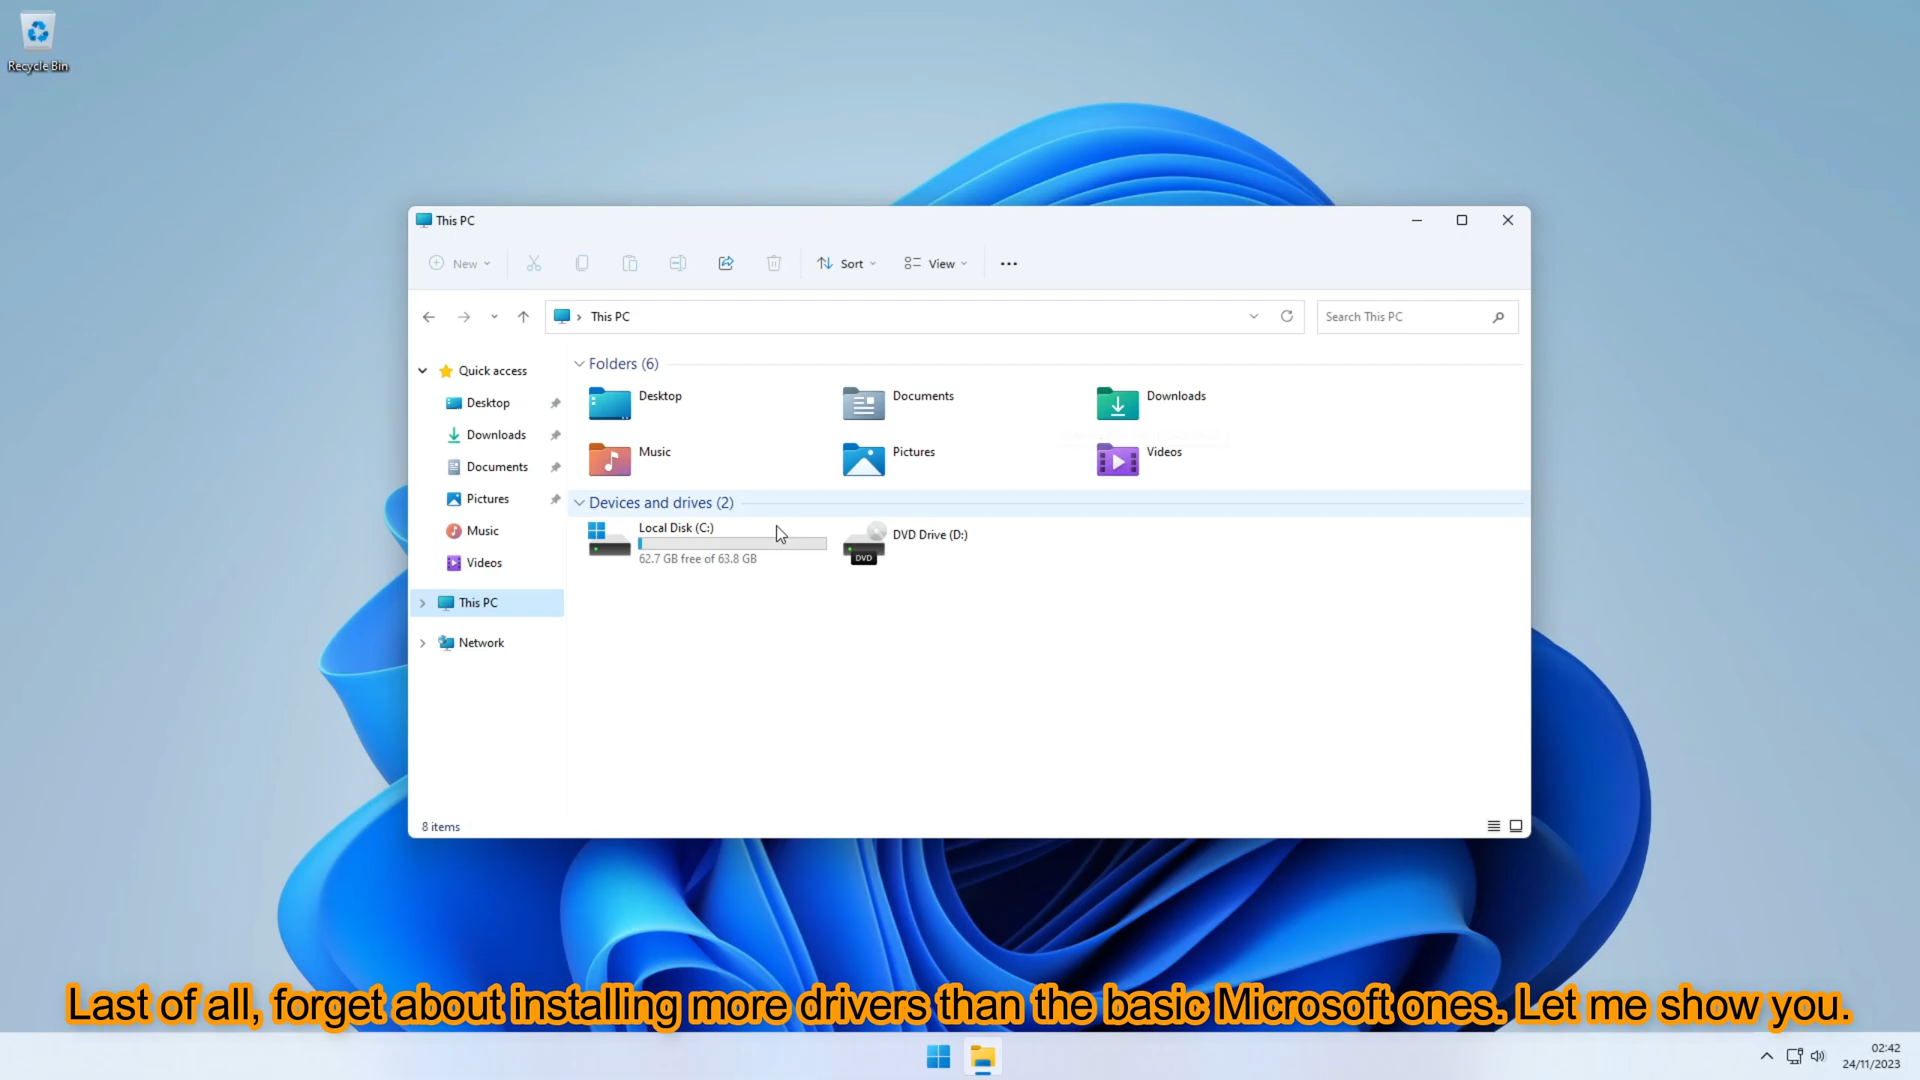 Recycle Bin
This PC
New
Sort
View
This PC
Search This PC
Quick access
Desktop
Downloads
Documents
Pictures
Music
Videos
This PC
Network
Folders (6)
Desktop
Documents
Downloads
Music
Pictures
Videos
Devices and drives (2)
Local Disk (C:)
62.7 GB free of 63.8 GB
DVD
DVD Drive (D:)
8 items
Last of all, forget about installing more drivers than the basic Microsoft ones. Let me show you.
02:42
24/11/2023